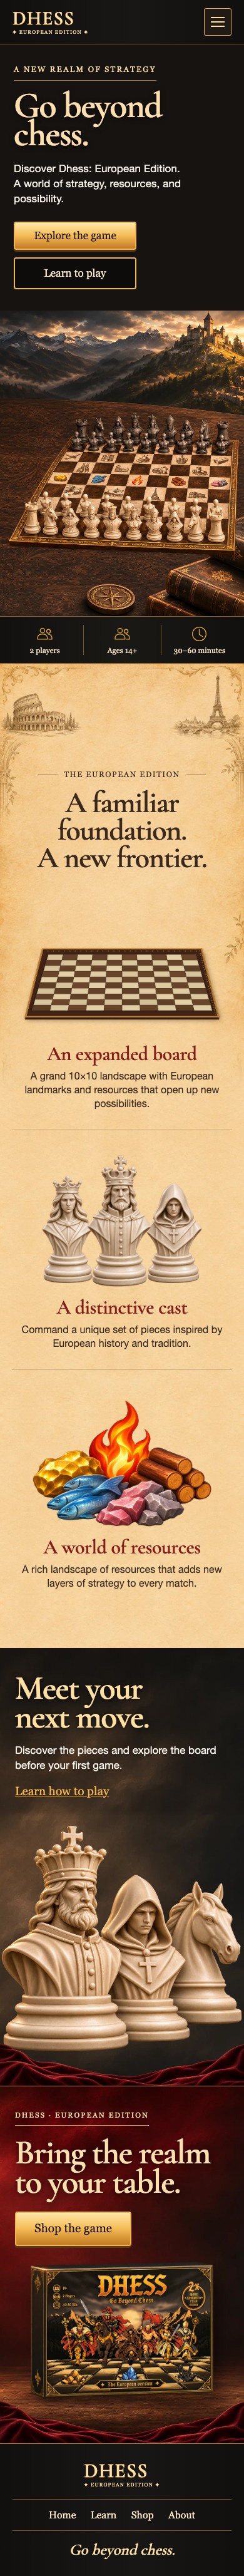 DHESS
EUROPEAN EDITION
A NEW REALM OF STRATEGY
Go beyond
chess.
Discover Dhess: European Edition.
A world of strategy, resources, and
possibility.
Explore the game
Learn to play
2 players
Ages 14+
30–60 minutes
THE EUROPEAN EDITION
A familiar
foundation.
A new frontier.
An expanded board
A grand 10×10 landscape with European
landmarks and resources that open up new
possibilities.
A distinctive cast
Command a unique set of pieces inspired by
European history and tradition.
A world of resources
A rich landscape of resources that adds new
layers of strategy to every match.
Meet your
next move.
Discover the pieces and explore the board
before your first game.
Learn how to play
DHESS · EUROPEAN EDITION
Bring the realm
to your table.
Shop the game
DHESS
Go Beyond Chess
DHESS
EUROPEAN EDITION
Home
Learn
Shop
About
Go beyond chess.